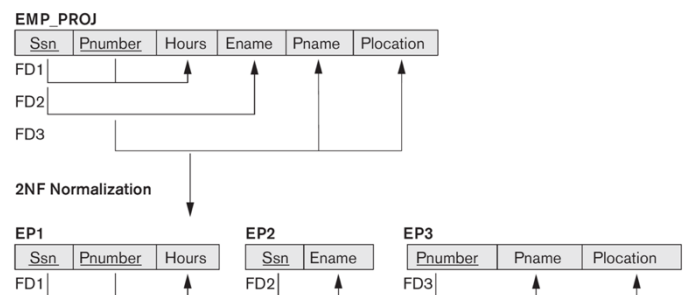 EMP_PROJ
Ssn Pnumber Hours Ename Pname Plocation
FD1
FD2
FD3
2NF Normalization
EP1 EP2 EP3
Ssn Pnumber Hours Ssn Ename Pnumber Pname Plocation
FD1 FD2 FD3